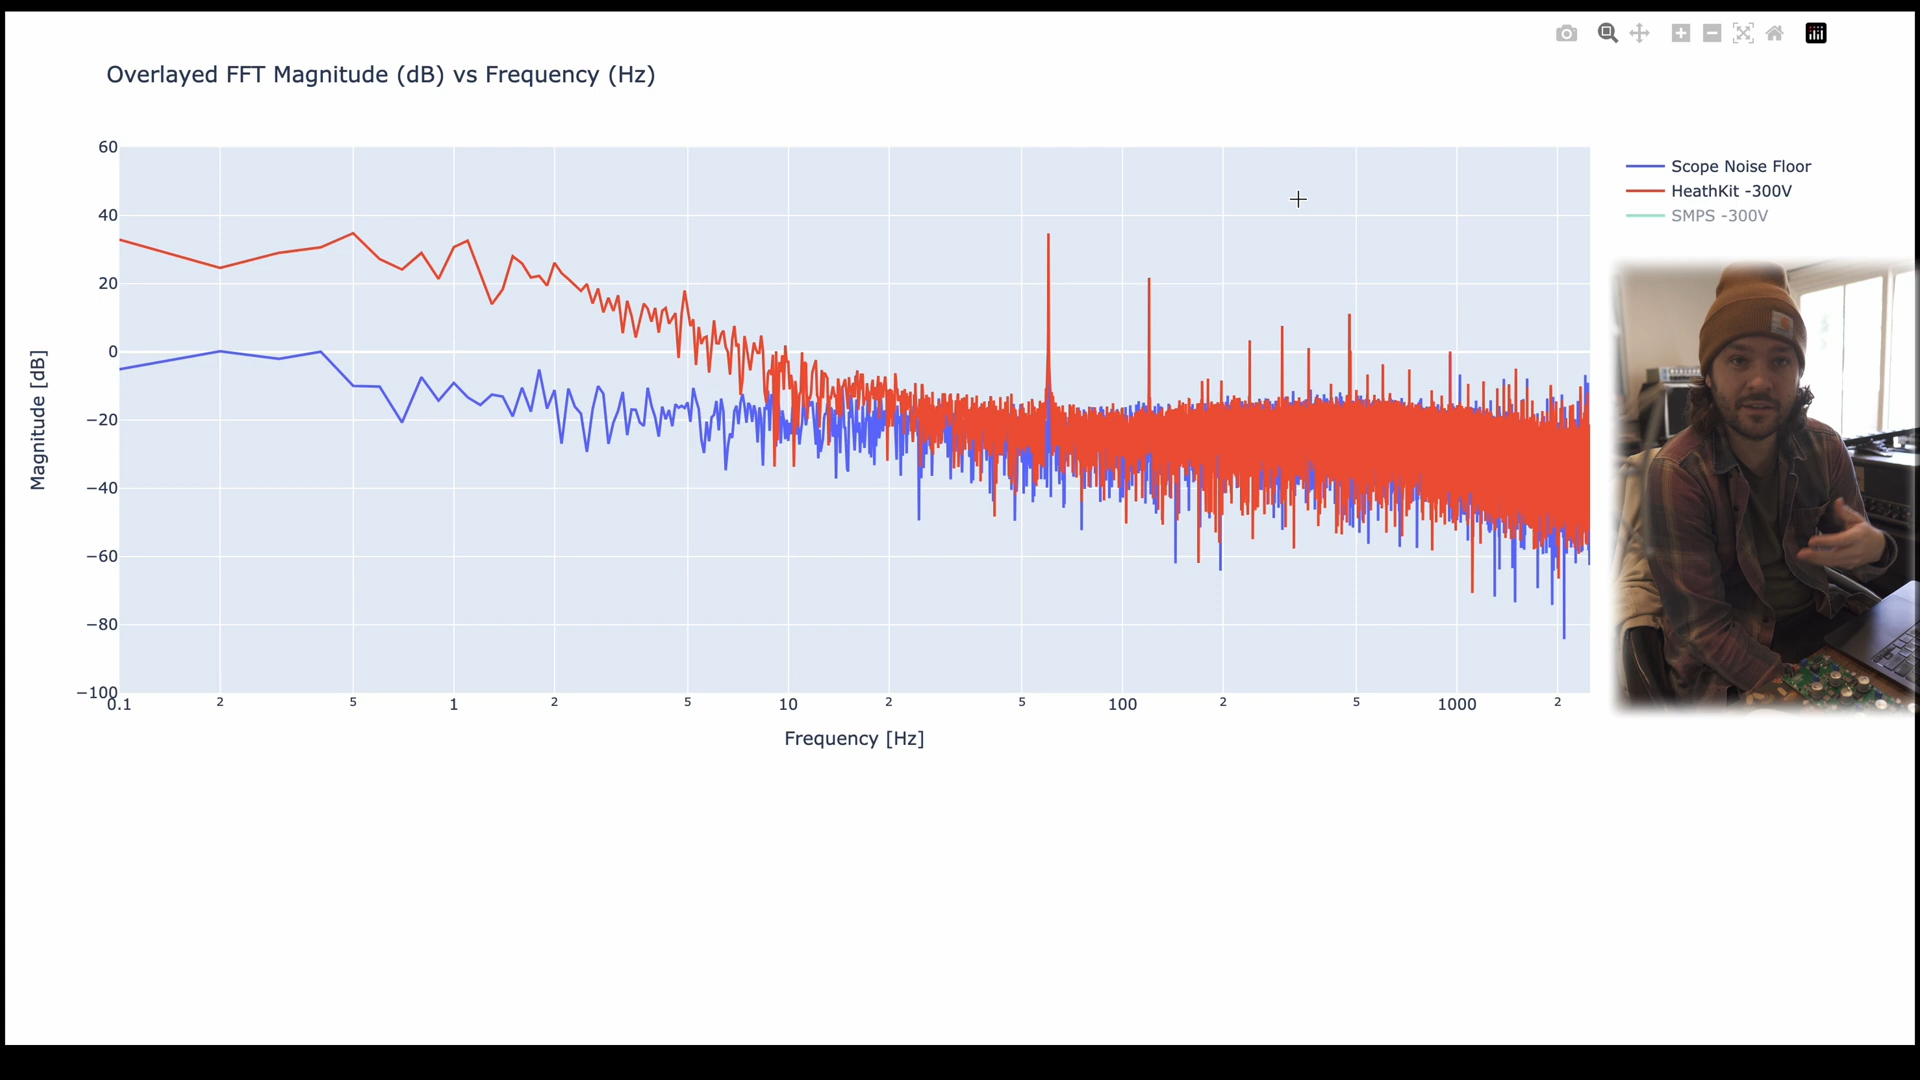 Overlayed FFT Magnitude (dB) vs Frequency (Hz)
Scope Noise Floor
HeathKit -300V
SMPS -300V
Magnitude [dB]
60
40
20
0
−20
−40
−60
−80
−100
0.1 2 5 1 2 5 10 2 5 100 2 5 1000 2
Frequency [Hz]